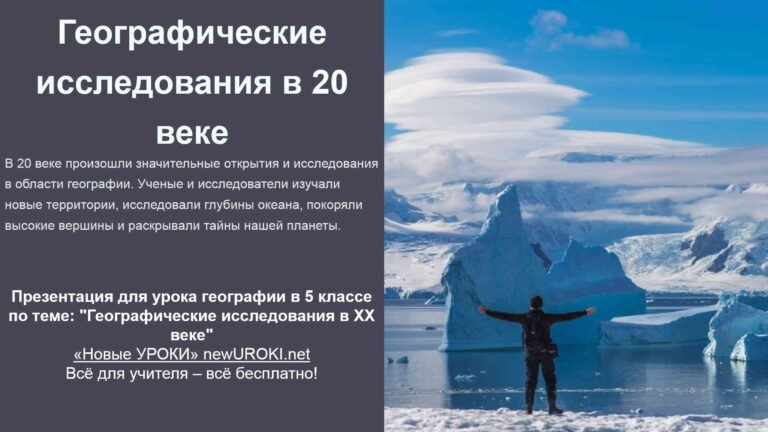 Географические
исследования в 20
веке
В 20 веке произошли значительные открытия и исследования
в области географии. Ученые и исследователи изучали
новые территории, исследовали глубины океана, покоряли
высокие вершины и раскрывали тайны нашей планеты.
Презентация для урока географии в 5 классе
по теме: "Географические исследования в XX
веке"
«Новые УРОКИ» newUROKI.net
Всё для учителя – всё бесплатно!